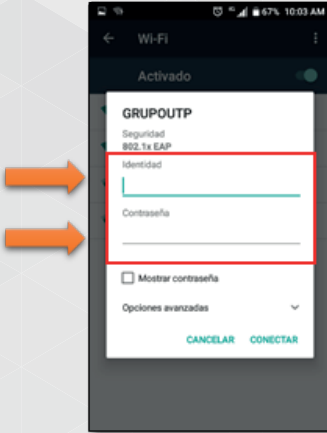 67% 10:03 AM
Wi-Fi
Activado
GRUPOUTP
Seguridad
802.1x EAP
Identidad
Contraseña
Mostrar contraseña
Opciones avanzadas
CANCELAR CONECTAR